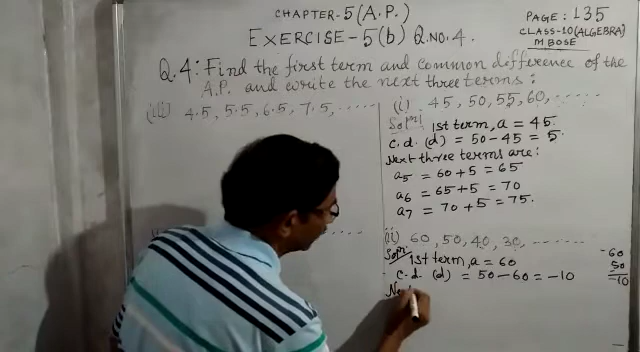 CHAPTER-5(A.P.)
EXERCISE-5(b) Q.NO.4.
PAGE: 135
CLASS-10(ALGEBRA)
MBOSE
Q.4: Find the first term and common difference of the
A.P. and write the next three terms:
(iii) 4.5, 5.5, 6.5, 7.5, ......
(i) 45, 50, 55, 60, ......
Soln: 1st term, a = 45.
c.d. (d) = 50 - 45 = 5.
Next three terms are:
a5 = 60 + 5 = 65
a6 = 65 + 5 = 70
a7 = 70 + 5 = 75.
(ii) 60, 50, 40, 30, ......
Soln. 1st term, a = 60
c.d. (d) = 50 - 60 = -10
-60
50
-10